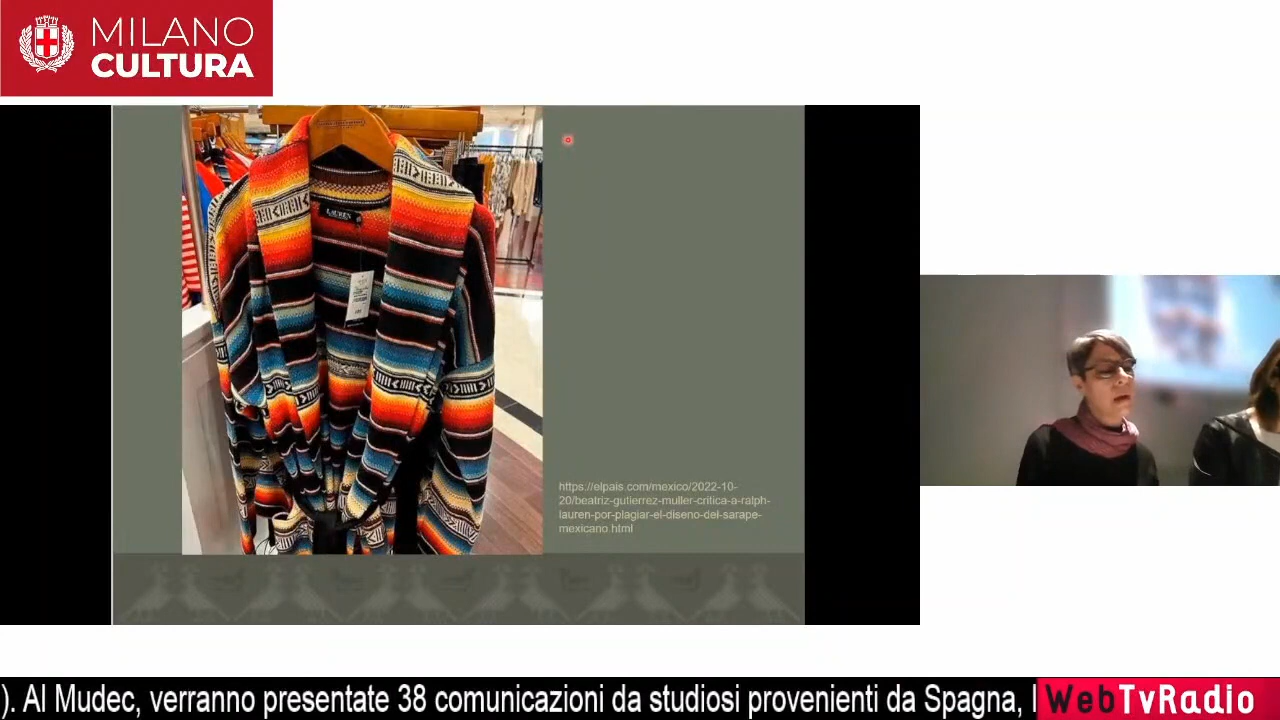 MILANO
CULTURA
LAUREN
https://elpais.com/mexico/2022-10-
20/beatriz-gutierrez-muller-critica-a-ralph-
lauren-por-plagiar-el-diseno-del-sarape-
mexicano.html
). Al Mudec, verranno presentate 38 comunicazioni da studiosi provenienti da Spagna, I
WebTvRadio